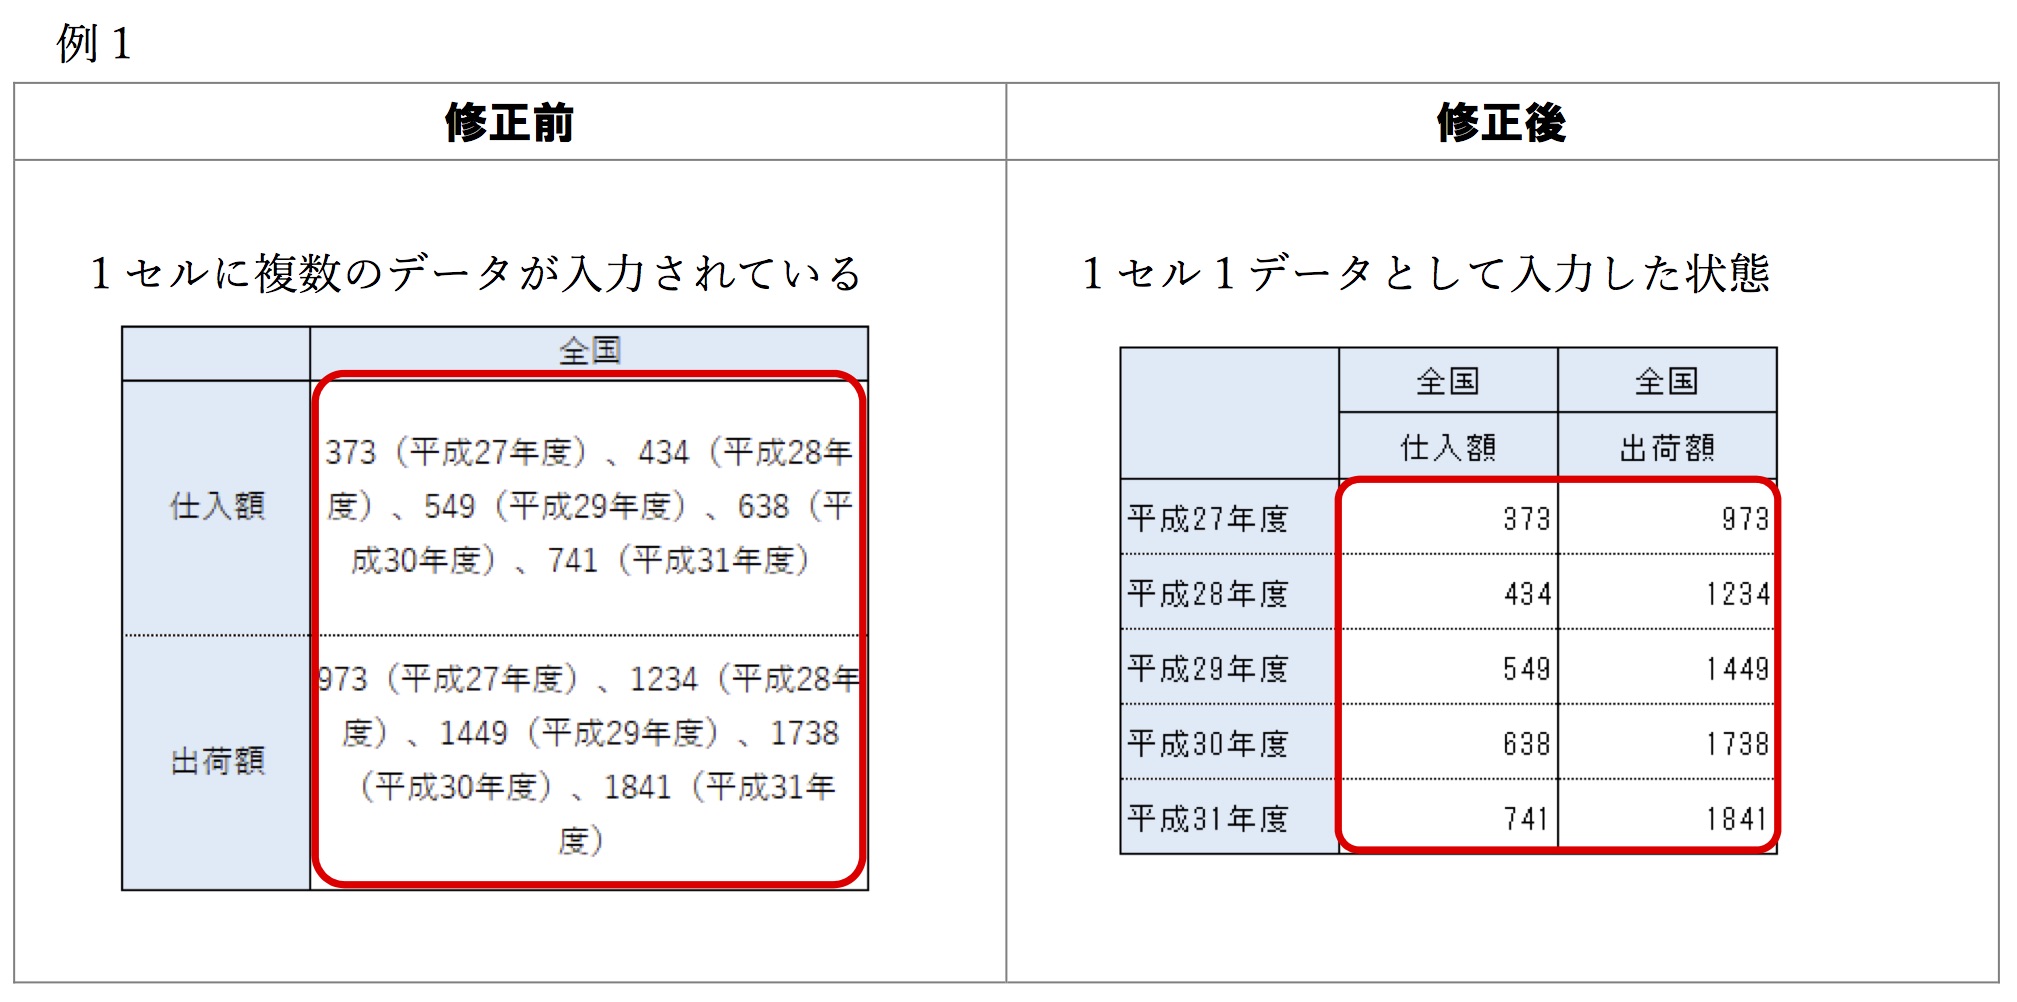 例１
修正前
修正後
１セルに複数のデータが入力されている
全国
仕入額
373（平成27年度）、434（平成28年
度）、549（平成29年度）、638（平
成30年度）、741（平成31年度）
出荷額
973（平成27年度）、1234（平成28年
度）、1449（平成29年度）、1738
（平成30年度）、1841（平成31年
度）
１セル１データとして入力した状態
全国 全国
仕入額 出荷額
平成27年度 373 973
平成28年度 434 1234
平成29年度 549 1449
平成30年度 638 1738
平成31年度 741 1841